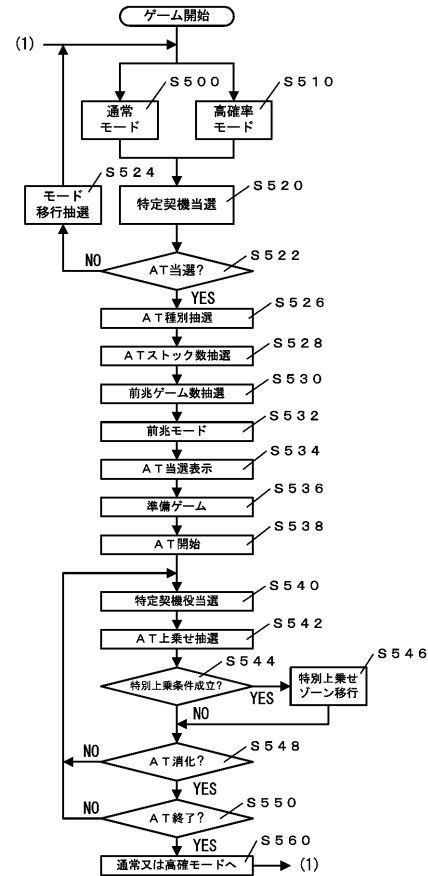 ゲーム開始
(1)
S500
S510
通常
モード
高確率
モード
S524
モード
移行抽選
S520
特定契機当選
S522
NO
AT当選?
YES
S526
AT種別抽選
S528
ATストック数抽選
S530
前兆ゲーム数抽選
S532
前兆モード
S534
AT当選表示
S536
準備ゲーム
S538
AT開始
S540
特定契機役当選
S542
AT上乗せ抽選
S544
特別上乗条件成立?
YES
S546
特別上乗せ
ゾーン移行
NO
S548
NO
AT消化?
YES
S550
NO
AT終了?
YES
S560
通常又は高確モードへ
(1)